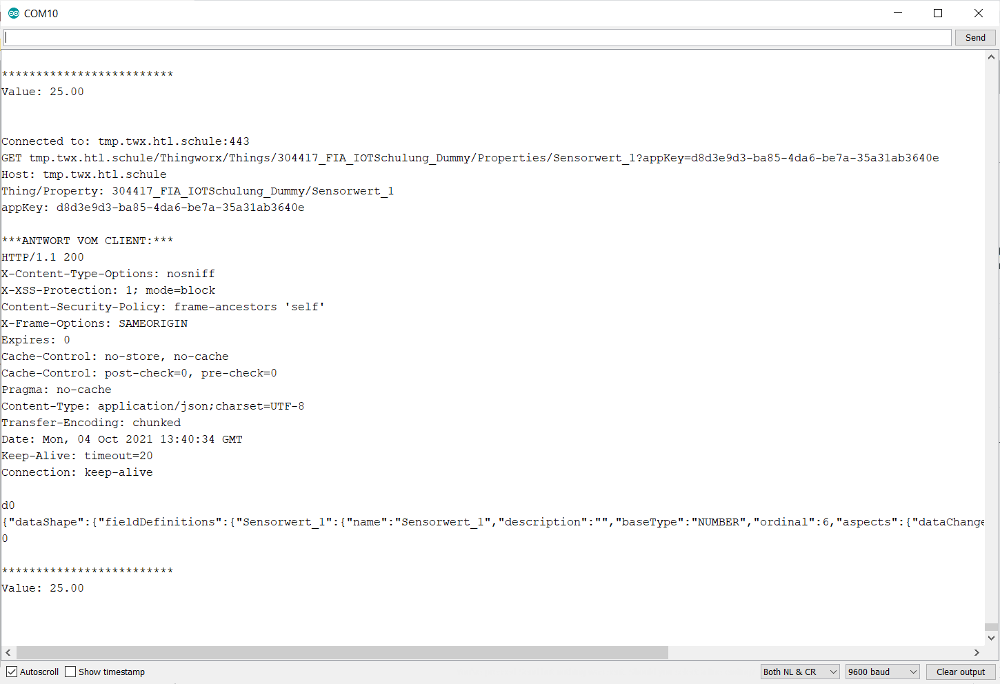 COM10
Send
*************************
Value: 25.00
Connected to: tmp.twx.htl.schule:443
GET tmp.twx.htl.schule/Thingworx/Things/304417_FIA_IOTSchulung_Dummy/Properties/Sensorwert_1?appKey=d8d3e9d3-ba85-4da6-be7a-35a31ab3640e
Host: tmp.twx.htl.schule
Thing/Property: 304417_FIA_IOTSchulung_Dummy/Sensorwert_1
appKey: d8d3e9d3-ba85-4da6-be7a-35a31ab3640e
***ANTWORT VOM CLIENT:***
HTTP/1.1 200
X-Content-Type-Options: nosniff
X-XSS-Protection: 1; mode=block
Content-Security-Policy: frame-ancestors 'self'
X-Frame-Options: SAMEORIGIN
Expires: 0
Cache-Control: no-store, no-cache
Cache-Control: post-check=0, pre-check=0
Pragma: no-cache
Content-Type: application/json;charset=UTF-8
Transfer-Encoding: chunked
Date: Mon, 04 Oct 2021 13:40:34 GMT
Keep-Alive: timeout=20
Connection: keep-alive
d0
{"dataShape":{"fieldDefinitions":{"Sensorwert_1":{"name":"Sensorwert_1","description":"","baseType":"NUMBER","ordinal":6,"aspects":{"dataChange
0
*************************
Value: 25.00
Autoscroll Show timestamp Both NL & CR 9600 baud Clear output